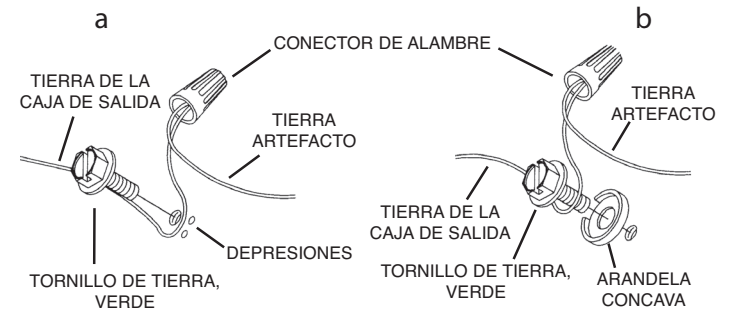 a
b
CONECTOR DE ALAMBRE
TIERRA DE LA
CAJA DE SALIDA
TIERRA
ARTEFACTO
DEPRESIONES
TORNILLO DE TIERRA,
VERDE
TIERRA
ARTEFACTO
TIERRA DE LA
CAJA DE SALIDA
TORNILLO DE TIERRA,
VERDE
ARANDELA
CONCAVA